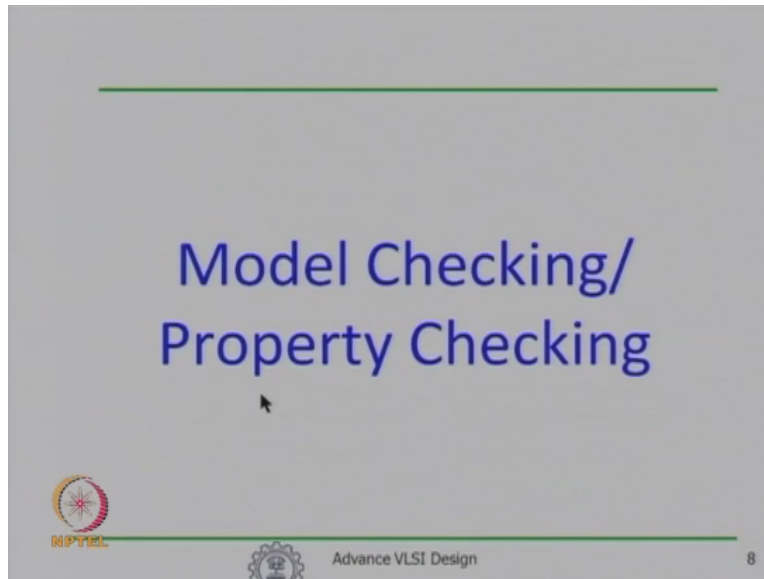 Model Checking/
Property Checking
NPTEL
Advance VLSI Design
8